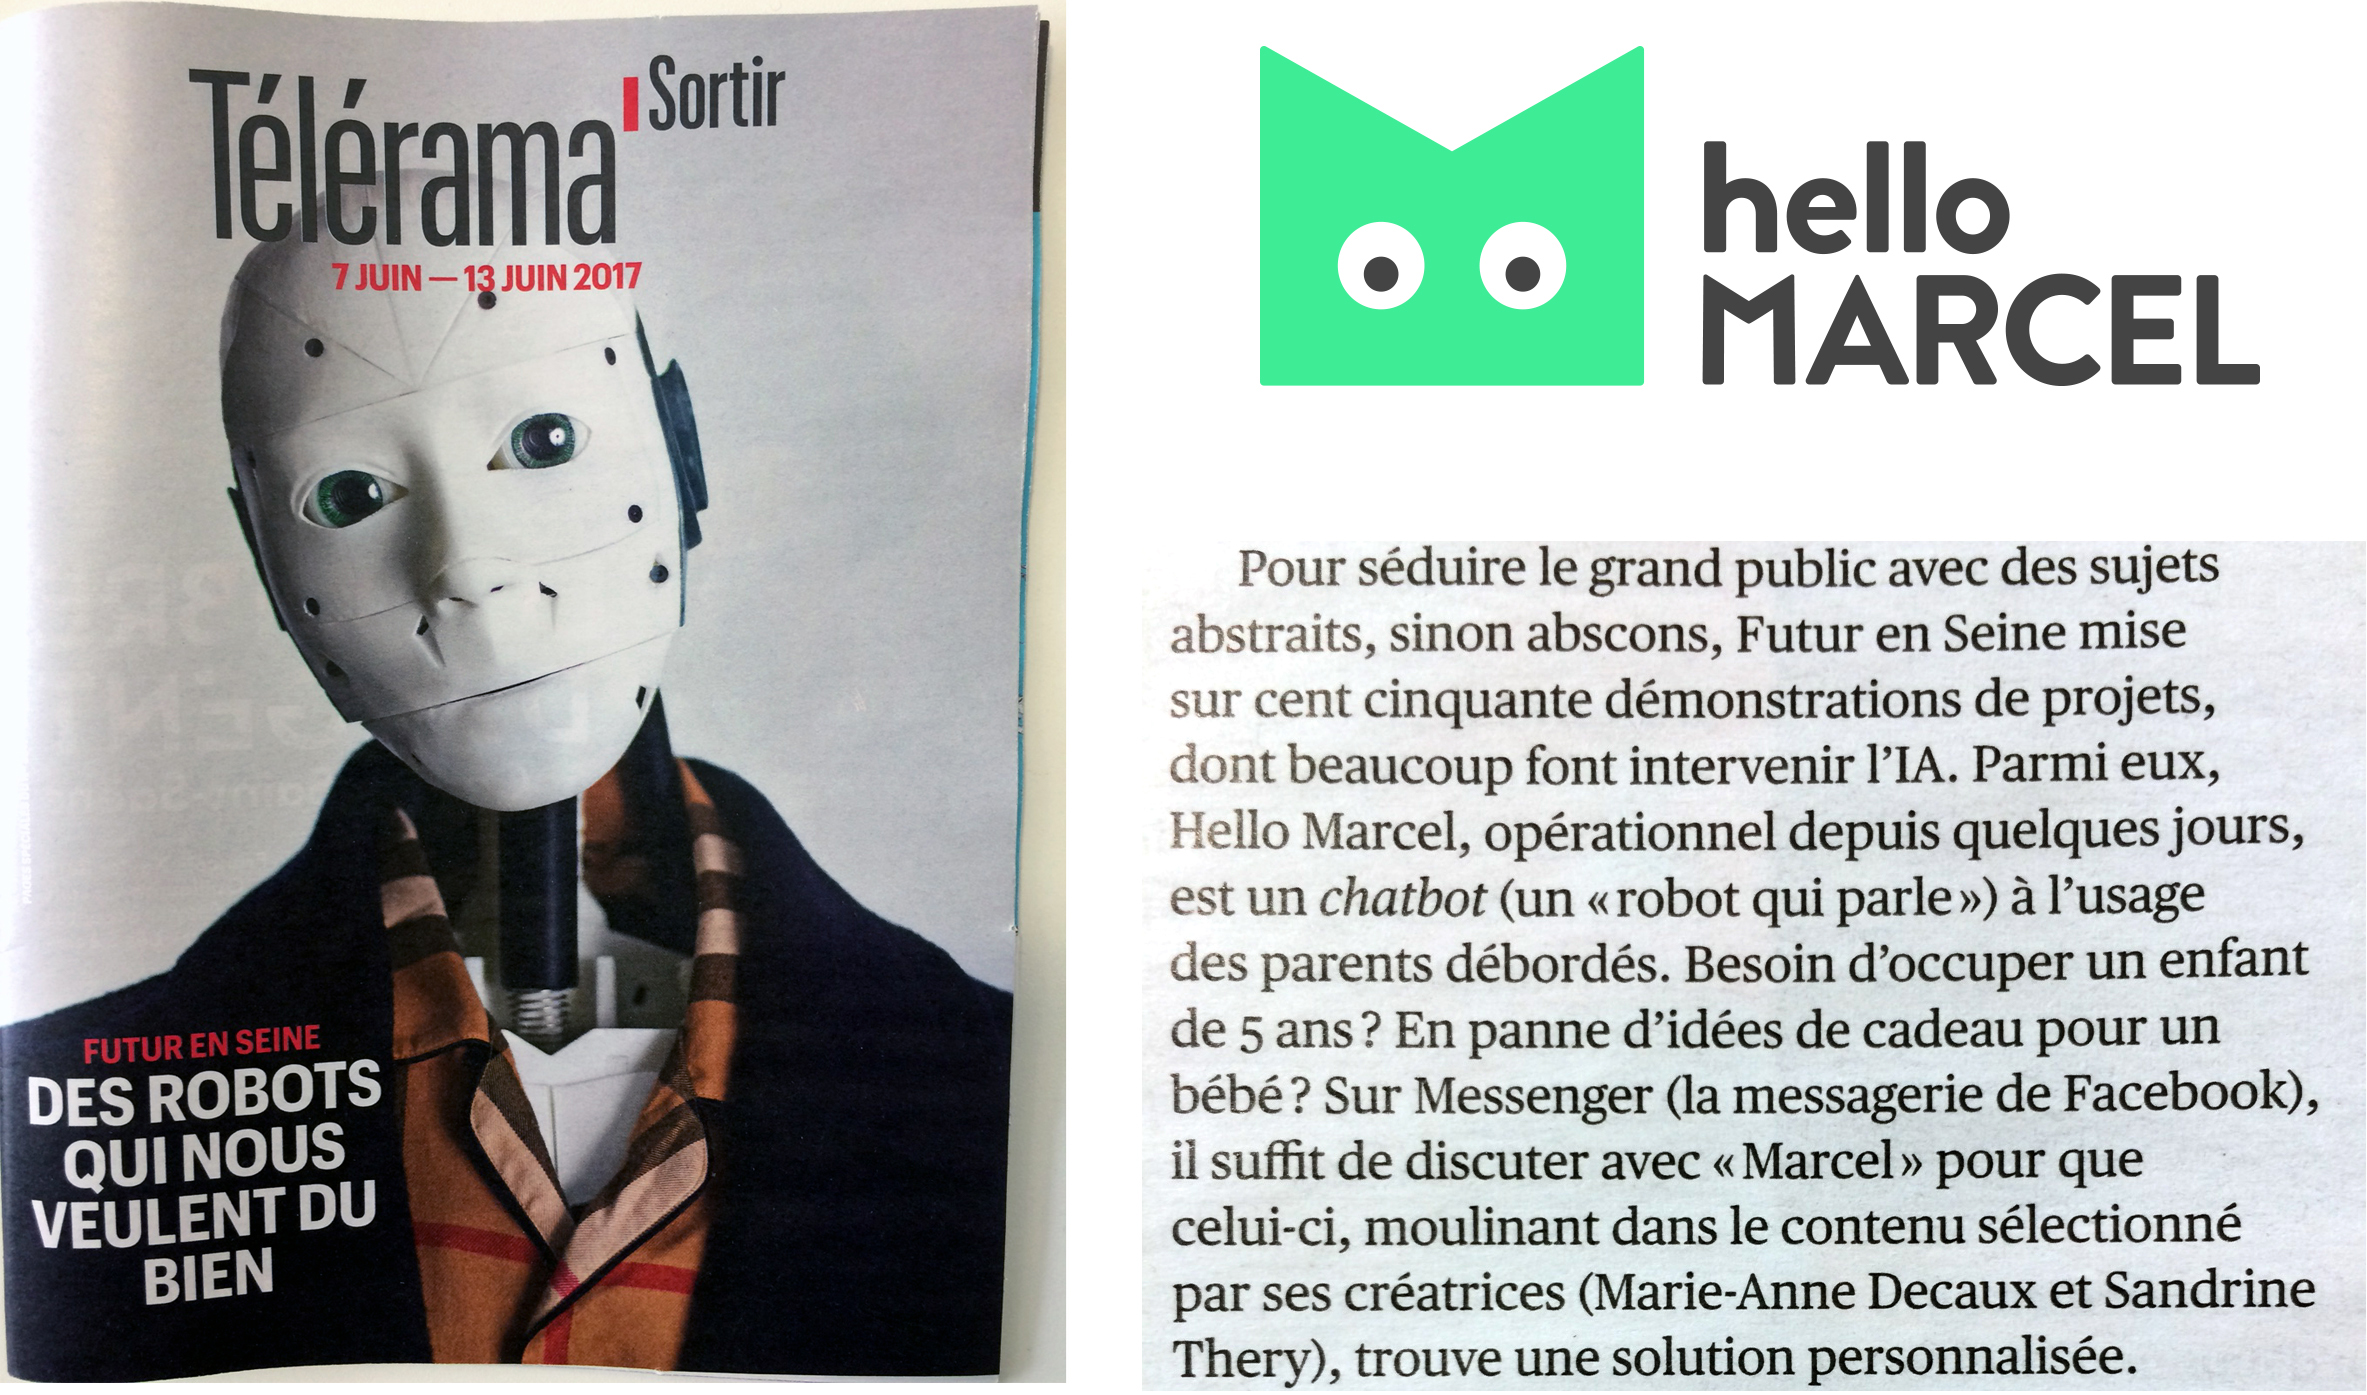 Télérama Sortir
7 JUIN — 13 JUIN 2017
FUTUR EN SEINE
DES ROBOTS
QUI NOUS
VEULENT DU
BIEN
hello
MARCEL
Pour séduire le grand public avec des sujets
abstraits, sinon abscons, Futur en Seine mise
sur cent cinquante démonstrations de projets,
dont beaucoup font intervenir l’IA. Parmi eux,
Hello Marcel, opérationnel depuis quelques jours,
est un chatbot (un « robot qui parle ») à l’usage
des parents débordés. Besoin d’occuper un enfant
de 5 ans ? En panne d’idées de cadeau pour un
bébé ? Sur Messenger (la messagerie de Facebook),
il suffit de discuter avec « Marcel » pour que
celui-ci, moulinant dans le contenu sélectionné
par ses créatrices (Marie-Anne Decaux et Sandrine
Thery), trouve une solution personnalisée.